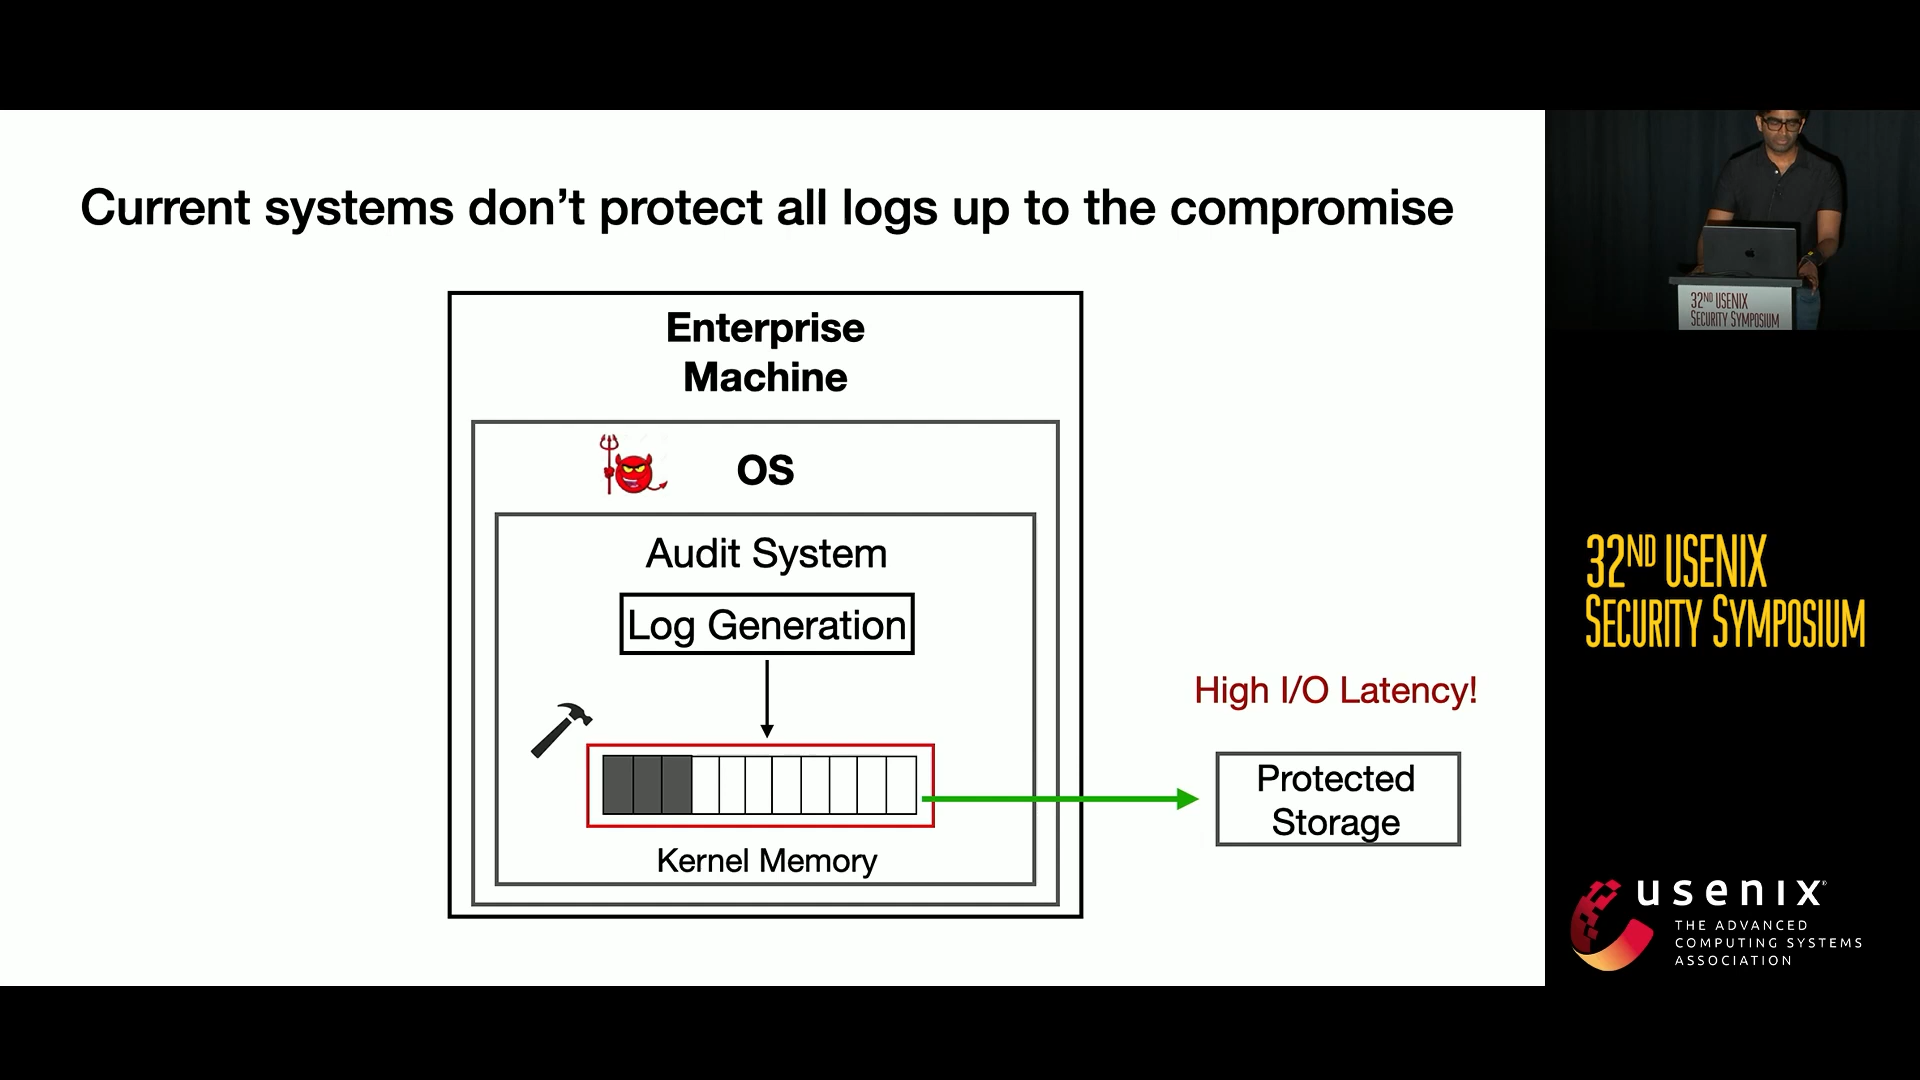 Current systems don’t protect all logs up to the compromise
Enterprise
Machine
OS
Audit System
Log Generation
High I/O Latency!
Protected
Storage
Kernel Memory
32ND USENIX
SECURITY SYMPOSIUM
32ND USENIX
SECURITY SYMPOSIUM
usenix®
THE ADVANCED
COMPUTING SYSTEMS
ASSOCIATION